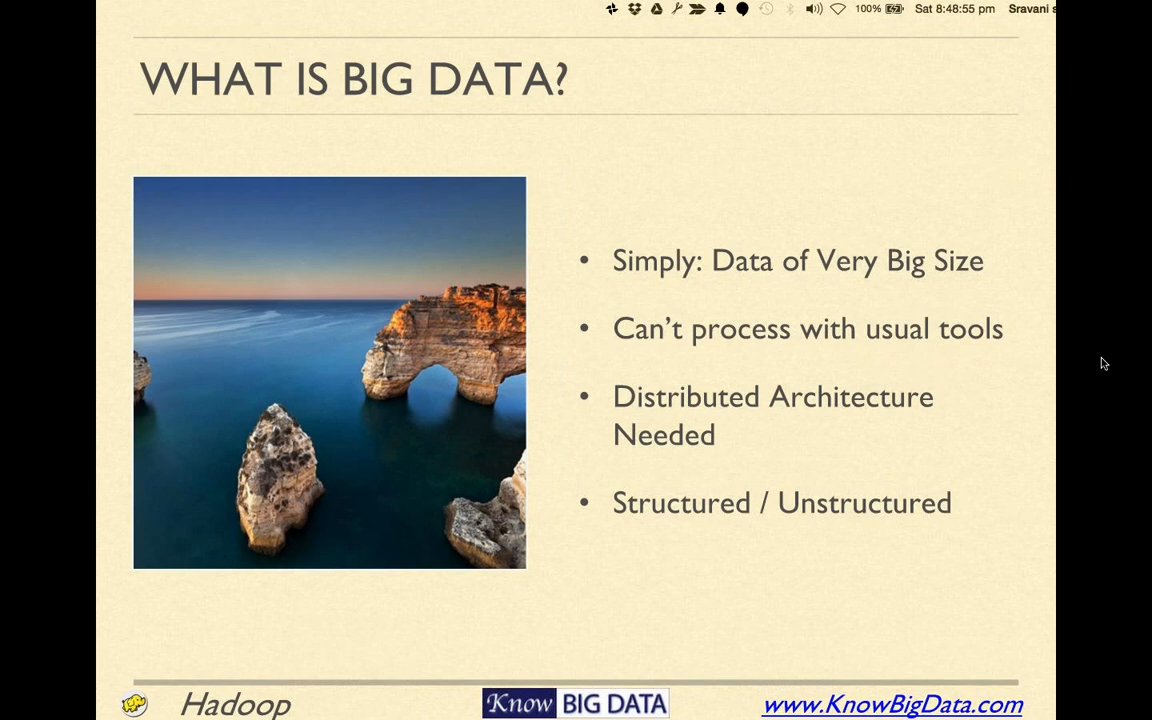 100% Sat 8:48:55 pm Sravani s
WHAT IS BIG DATA?
• Simply: Data of Very Big Size
• Can’t process with usual tools
• Distributed Architecture
Needed
• Structured / Unstructured
Hadoop
Know BIG DATA
www.KnowBigData.com